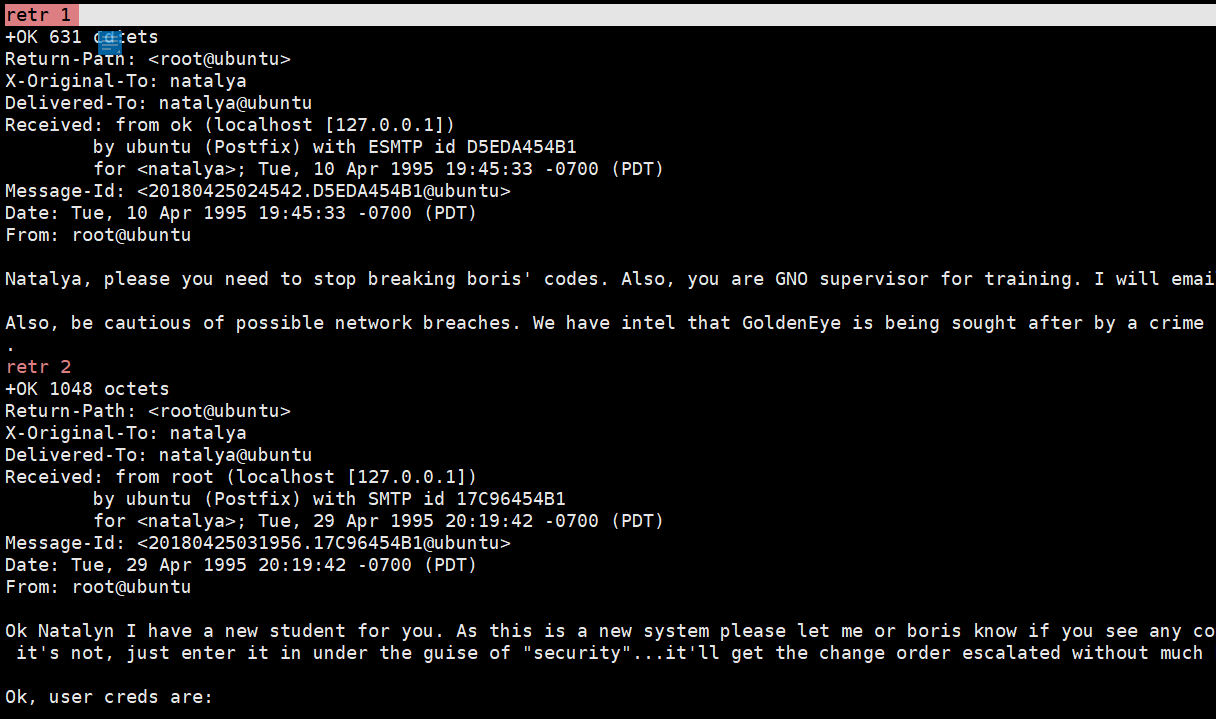 retr 1
+OK 631 octets
Return-Path: <root@ubuntu>
X-Original-To: natalya
Delivered-To: natalya@ubuntu
Received: from ok (localhost [127.0.0.1])
        by ubuntu (Postfix) with ESMTP id D5EDA454B1
        for <natalya>; Tue, 10 Apr 1995 19:45:33 -0700 (PDT)
Message-Id: <20180425024542.D5EDA454B1@ubuntu>
Date: Tue, 10 Apr 1995 19:45:33 -0700 (PDT)
From: root@ubuntu

Natalya, please you need to stop breaking boris' codes. Also, you are GNO supervisor for training. I will emai

Also, be cautious of possible network breaches. We have intel that GoldenEye is being sought after by a crime
.
retr 2
+OK 1048 octets
Return-Path: <root@ubuntu>
X-Original-To: natalya
Delivered-To: natalya@ubuntu
Received: from root (localhost [127.0.0.1])
        by ubuntu (Postfix) with SMTP id 17C96454B1
        for <natalya>; Tue, 29 Apr 1995 20:19:42 -0700 (PDT)
Message-Id: <20180425031956.17C96454B1@ubuntu>
Date: Tue, 29 Apr 1995 20:19:42 -0700 (PDT)
From: root@ubuntu

Ok Natalyn I have a new student for you. As this is a new system please let me or boris know if you see any co
 it's not, just enter it in under the guise of "security"...it'll get the change order escalated without much

Ok, user creds are: